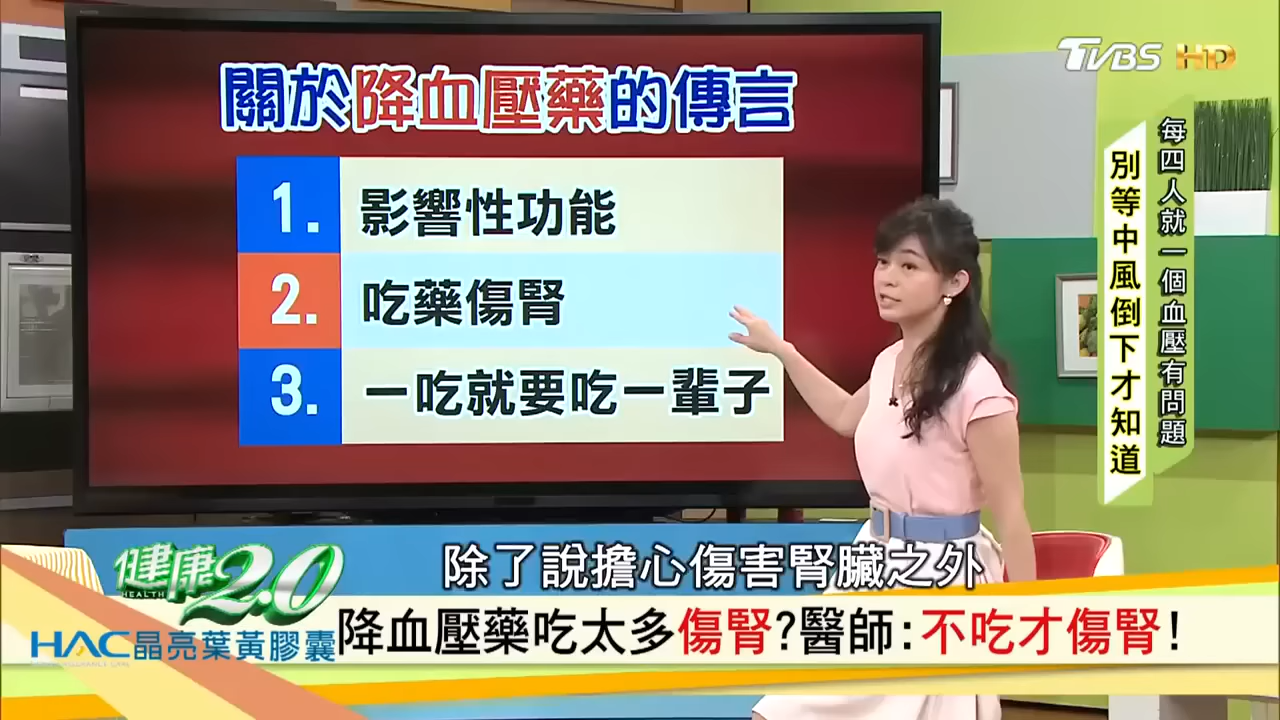 TVBS HD
關於降血壓藥的傳言
1. 影響性功能
2. 吃藥傷腎
3. 一吃就要吃一輩子
每四人就一個血壓有問題
別等中風倒下才知道
健康2.0
HEALTH
除了說擔心傷害腎臟之外
HAC晶亮葉黃膠囊
降血壓藥吃太多傷腎?醫師:不吃才傷腎!